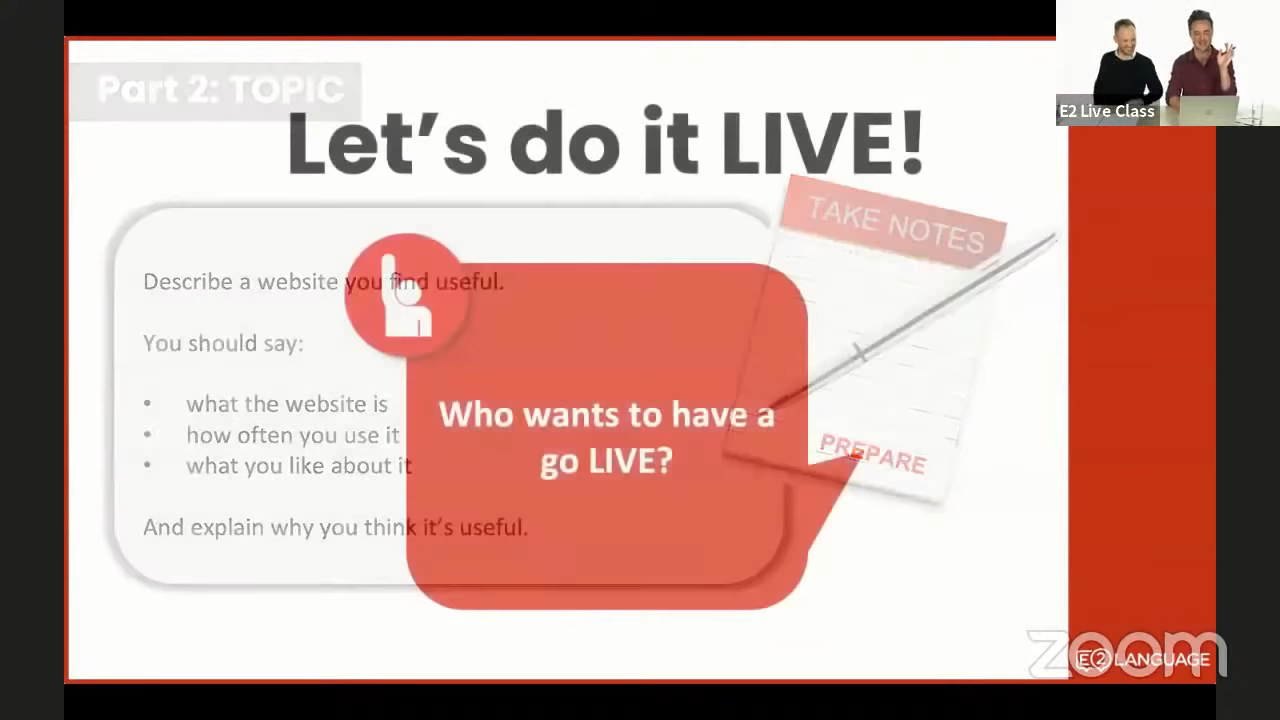 E2 Live Class
Part 2: TOPIC
Let's do it LIVE!
TAKE NOTES
Describe a website you find useful.
You should say:
• what the website is
• how often you use it
• what you like about it
And explain why you think it's useful.
Who wants to have a
go LIVE?
PREPARE
zoom
E2 LANGUAGE